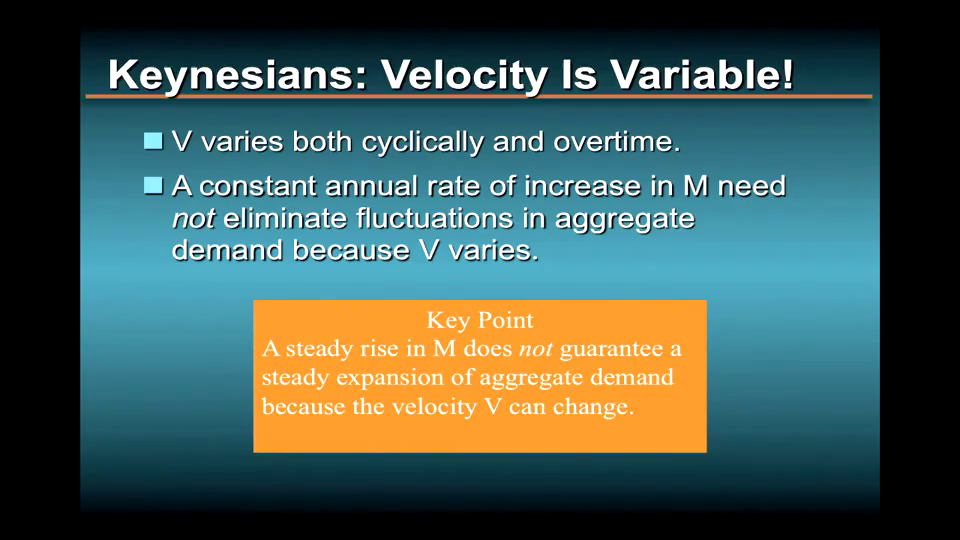 Keynesians: Velocity Is Variable!
V varies both cyclically and overtime.
A constant annual rate of increase in M need
not eliminate fluctuations in aggregate
demand because V varies.
Key Point
A steady rise in M does not guarantee a
steady expansion of aggregate demand
because the velocity V can change.